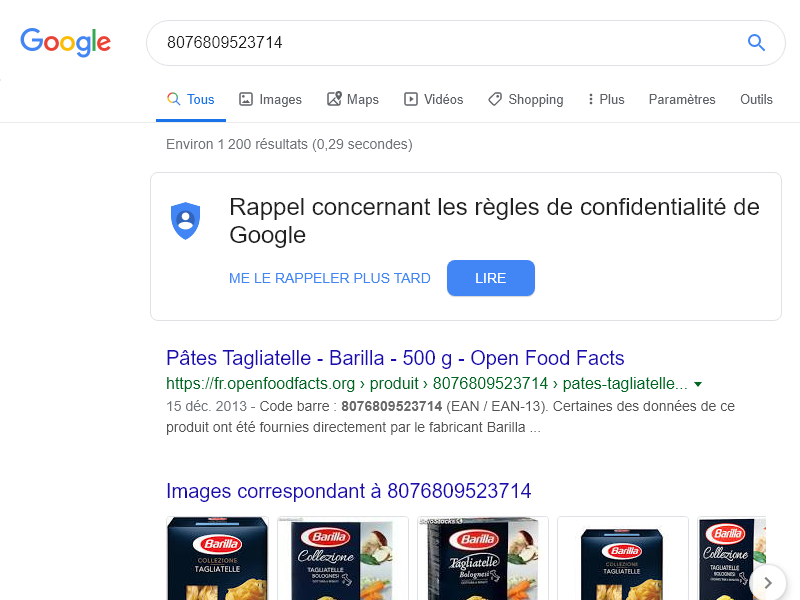 Google
8076809523714
Tous Images Maps Vidéos Shopping Plus Paramètres Outils
Environ 1 200 résultats (0,29 secondes)
Rappel concernant les règles de confidentialité de
Google
ME LE RAPPELER PLUS TARD LIRE
Pâtes Tagliatelle - Barilla - 500 g - Open Food Facts
https://fr.openfoodfacts.org › produit › 8076809523714 › pates-tagliatelle...
15 déc. 2013 - Code barre : 8076809523714 (EAN / EAN-13). Certaines des données de ce
produit ont été fournies directement par le fabricant Barilla ...
Images correspondant à 8076809523714
Barilla
COLLEZIONE
TAGLIATELLE
Barilla
Collezione
TAGLIATELLE
BOLOGNESI
Barilla
Tagliatelle
Bolognesi
Barilla
COLLEZIONE
TAGLIATELLE
Barilla
Collezione
TAGLIATELLE
BOLOGNESI